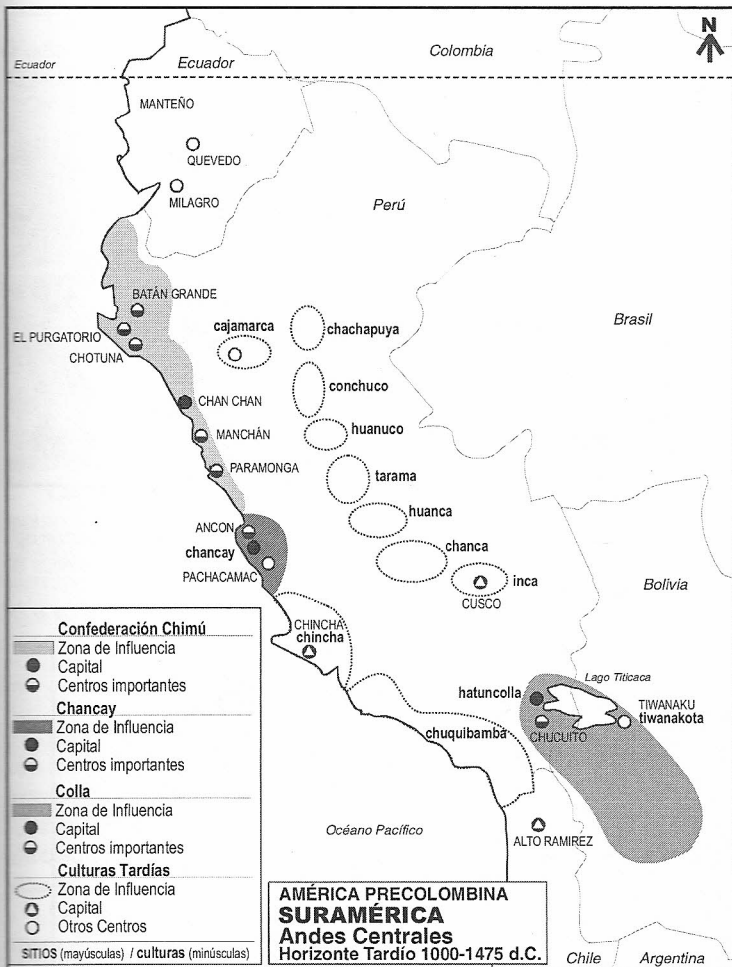 N
Ecuador
Ecuador
Colombia
MANTEÑO
QUEVEDO
MILAGRO
Perú
BATÁN GRANDE
Brasil
cajamarca
chachapuya
EL PURGATORIO
CHOTUNA
conchuco
CHAN CHAN
huanuco
MANCHÁN
PARAMONGA
tarama
huanca
ANCON
chancay
chanca
PACHACAMAC
inca
CUSCO
Bolivia
CHINCHA
chincha
Lago Titicaca
hatuncolla
TIWANAKU
tiwanakota
chuquibamba
CHUCUITO
Océano Pacífico
ALTO RAMIREZ
Chile
Argentina
Confederación Chimú
Zona de Influencia
Capital
Centros importantes
Chancay
Zona de Influencia
Capital
Centros importantes
Colla
Zona de Influencia
Capital
Centros importantes
Culturas Tardías
Zona de Influencia
Capital
Otros Centros
SITIOS (mayúsculas) / culturas (minúsculas)
AMÉRICA PRECOLOMBINA
SURAMÉRICA
Andes Centrales
Horizonte Tardío 1000-1475 d.C.